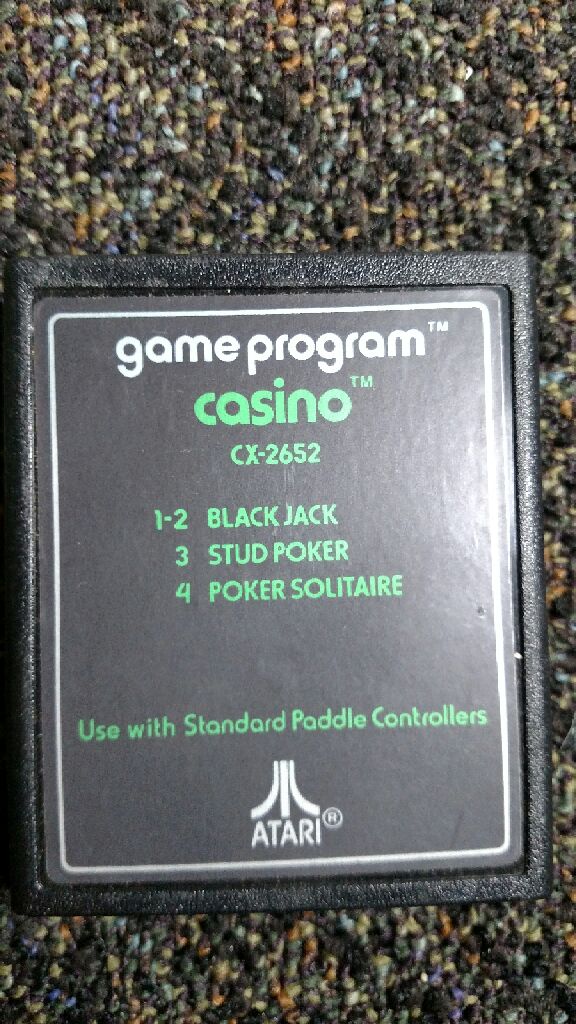 game program™
casino™
CX-2652
1-2 BLACK JACK
3 STUD POKER
4 POKER SOLITAIRE
Use with Standard Paddle Controllers
ATARI®